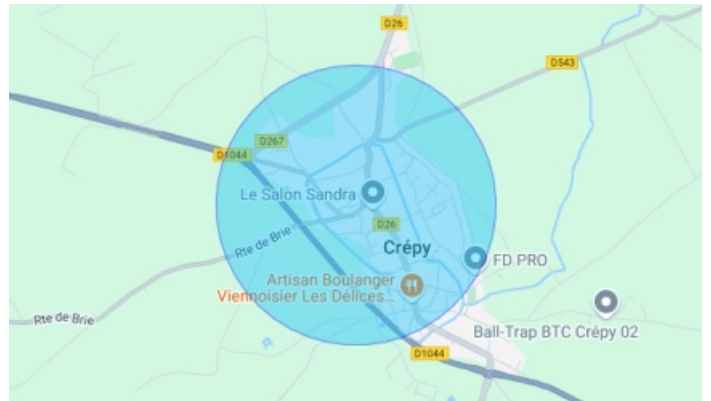 D26
D543
D267
D1044
Le Salon Sandra
D26
Rte de Brie
Crépy
FD PRO
Artisan Boulanger
Viennoisier Les Délices...
Rte de Brie
Ball-Trap BTC Crépy 02
D1044